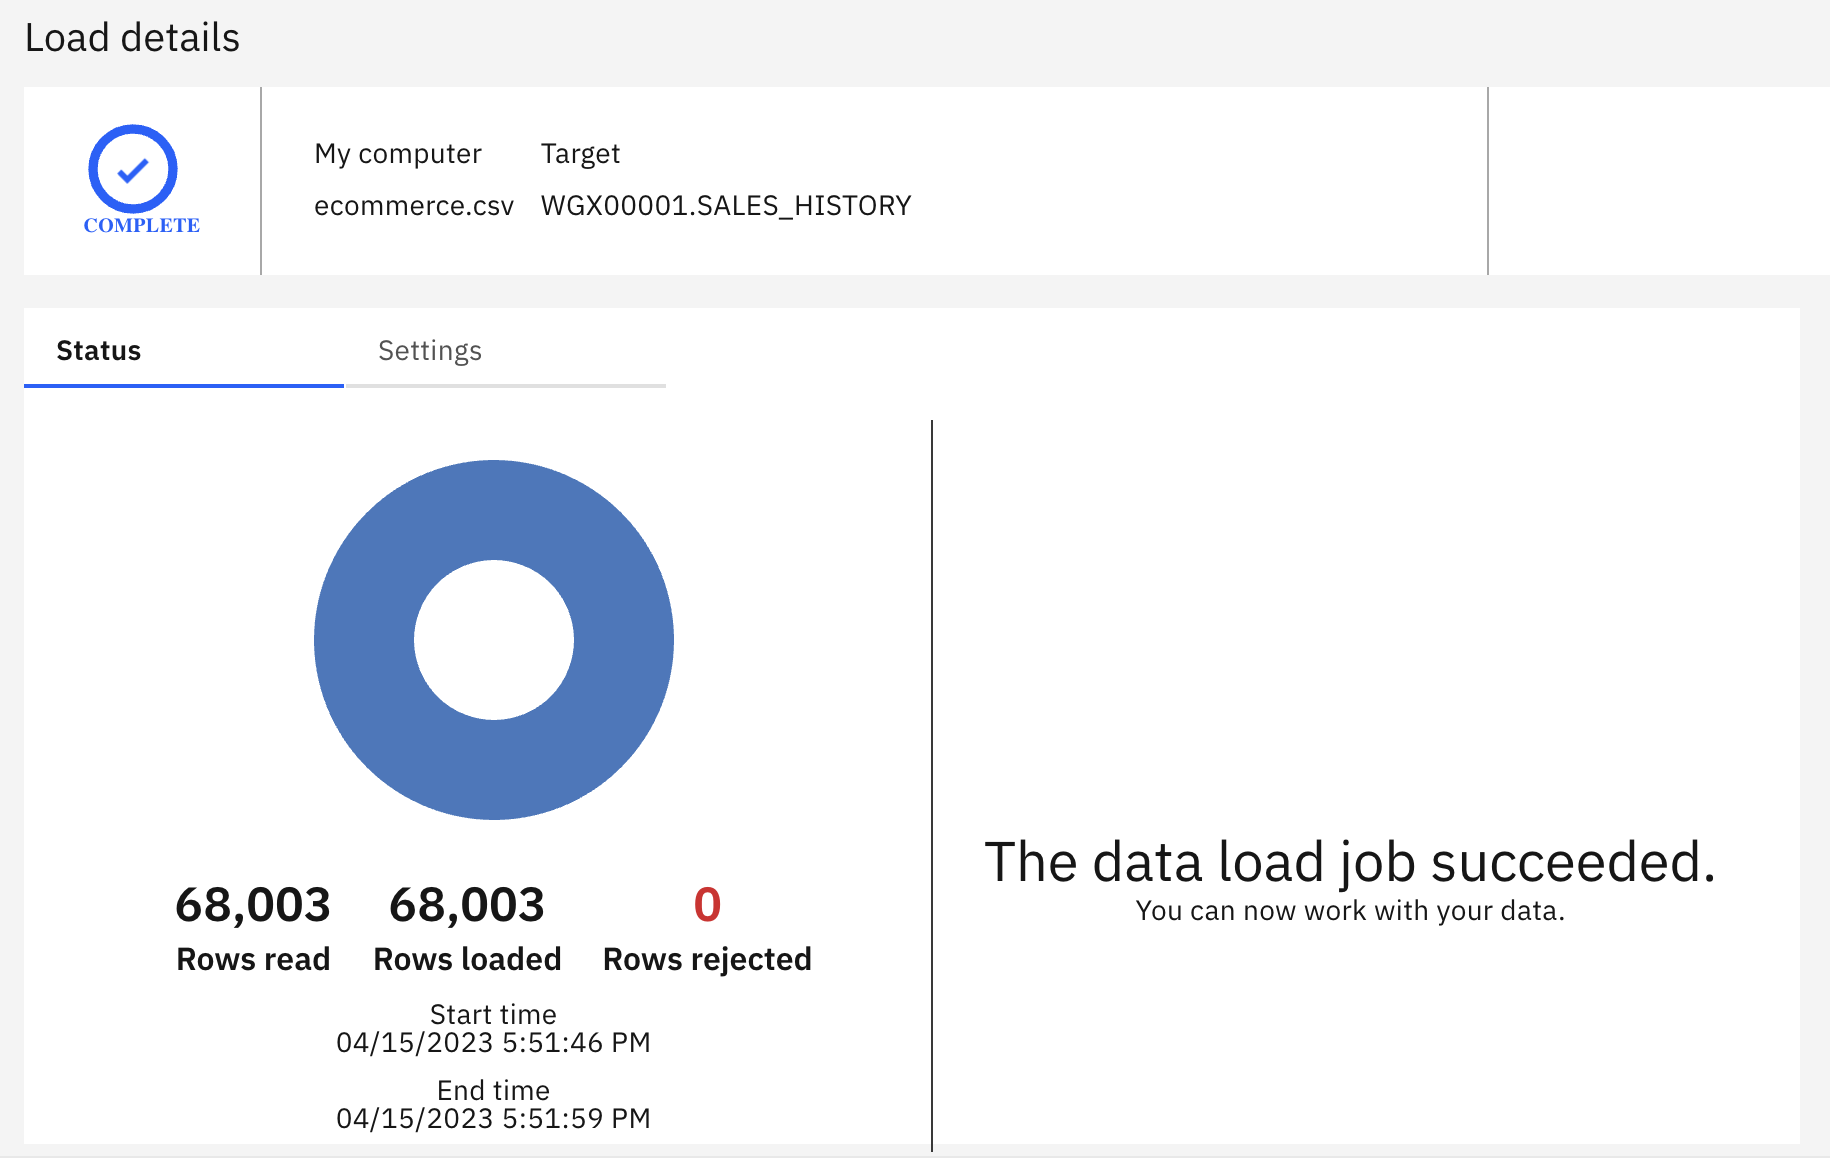 Load details
COMPLETE
My computer Target
ecommerce.csv WGX00001.SALES_HISTORY
Status Settings
68,003 68,003 0
Rows read Rows loaded Rows rejected
Start time
04/15/2023 5:51:46 PM
End time
04/15/2023 5:51:59 PM
The data load job succeeded.
You can now work with your data.